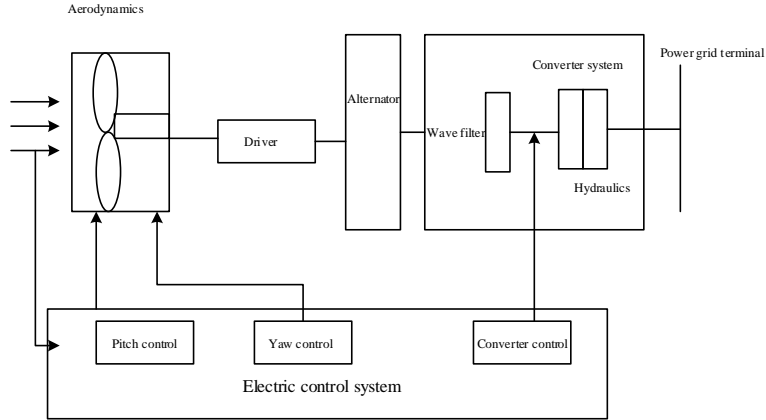 Aerodynamics
Power grid terminal
Converter system
Alternator
Wave filter
Driver
Hydraulics
Pitch control
Yaw control
Converter control
Electric control system